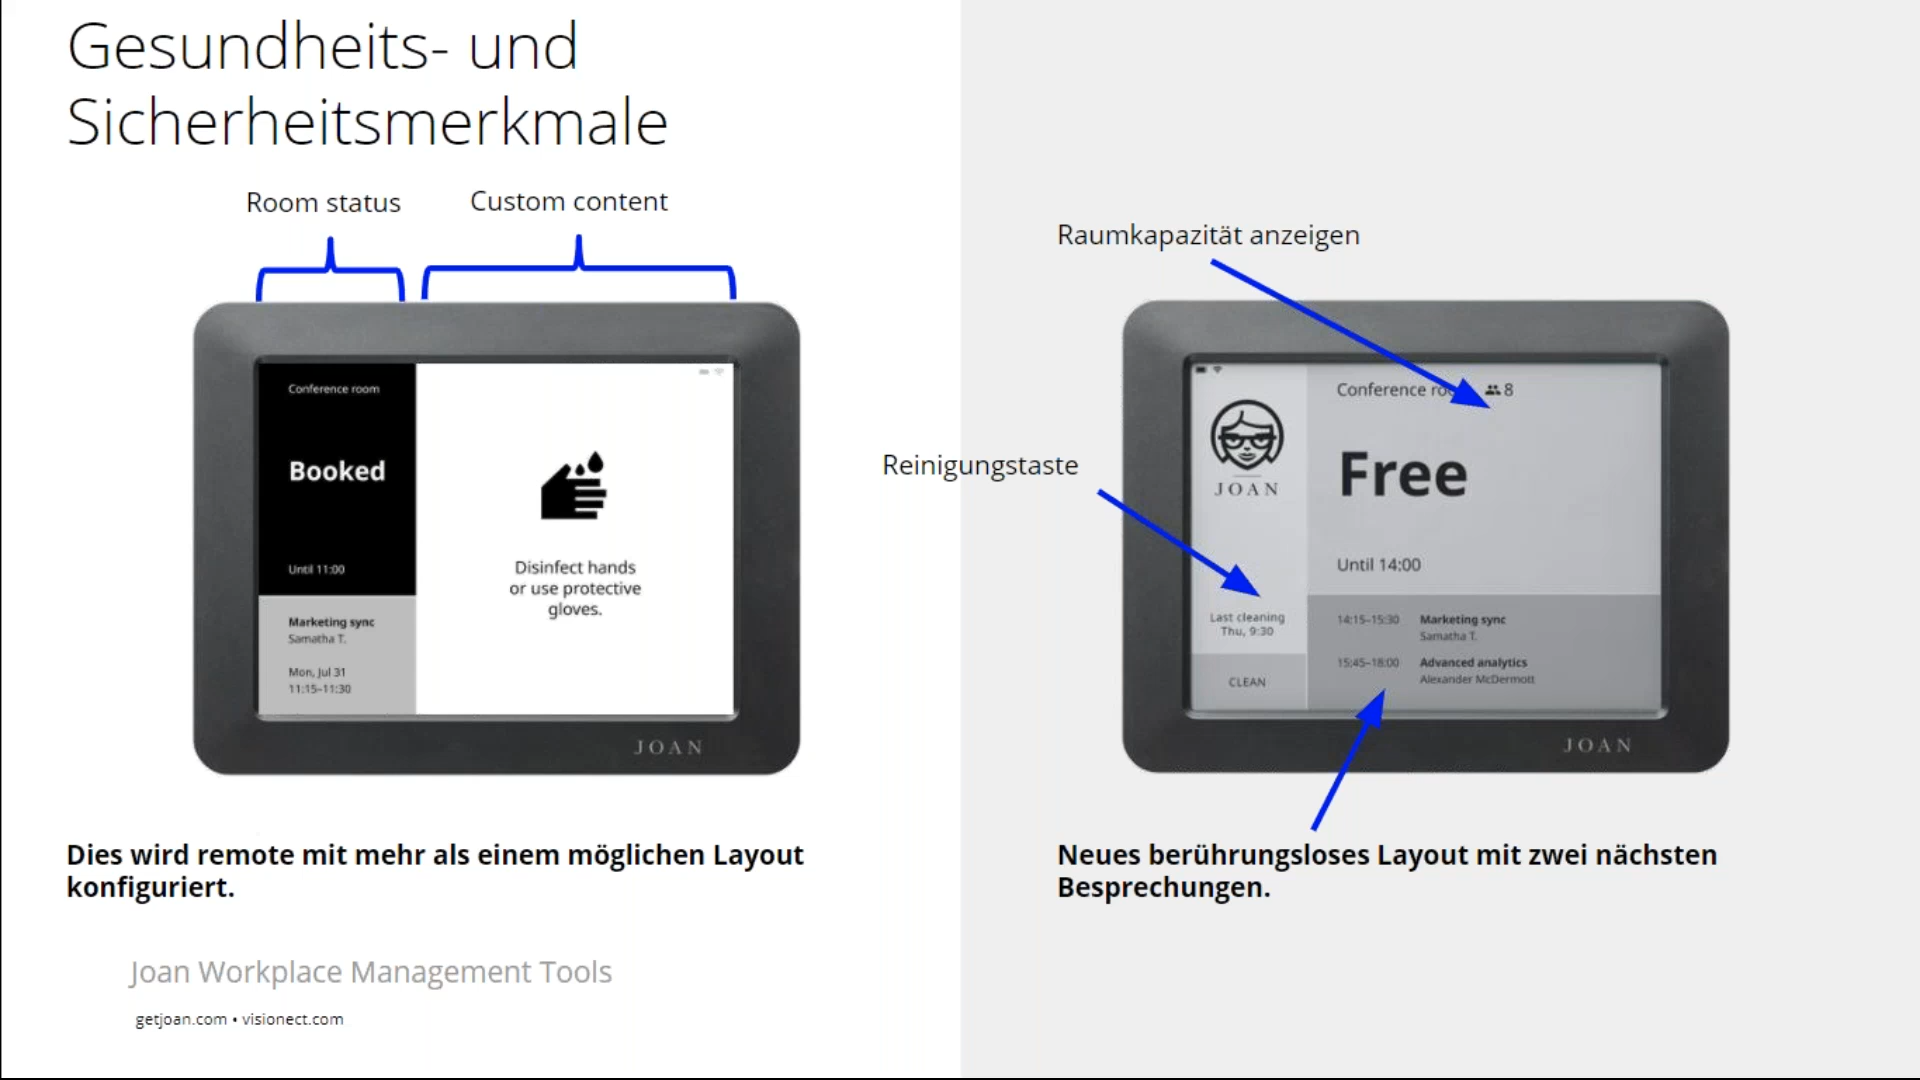 Gesundheits- und
Sicherheitsmerkmale
Room status
Custom content
Conference room
Booked
Until 11:00
Marketing sync
Samatha T.
Mon, Jul 31
11:15–11:30
Disinfect hands
or use protective
gloves.
JOAN
Dies wird remote mit mehr als einem möglichen Layout
konfiguriert.
Joan Workplace Management Tools
getjoan.com • visionect.com
Raumkapazität anzeigen
Reinigungstaste
JOAN
Last cleaning
Thu, 9:30
CLEAN
Conference 8
Free
Until 14:00
14:15–15:30 Marketing sync
Samatha T.
15:45–18:00 Advanced analytics
Alexander McDermott
JOAN
Neues berührungsloses Layout mit zwei nächsten
Besprechungen.